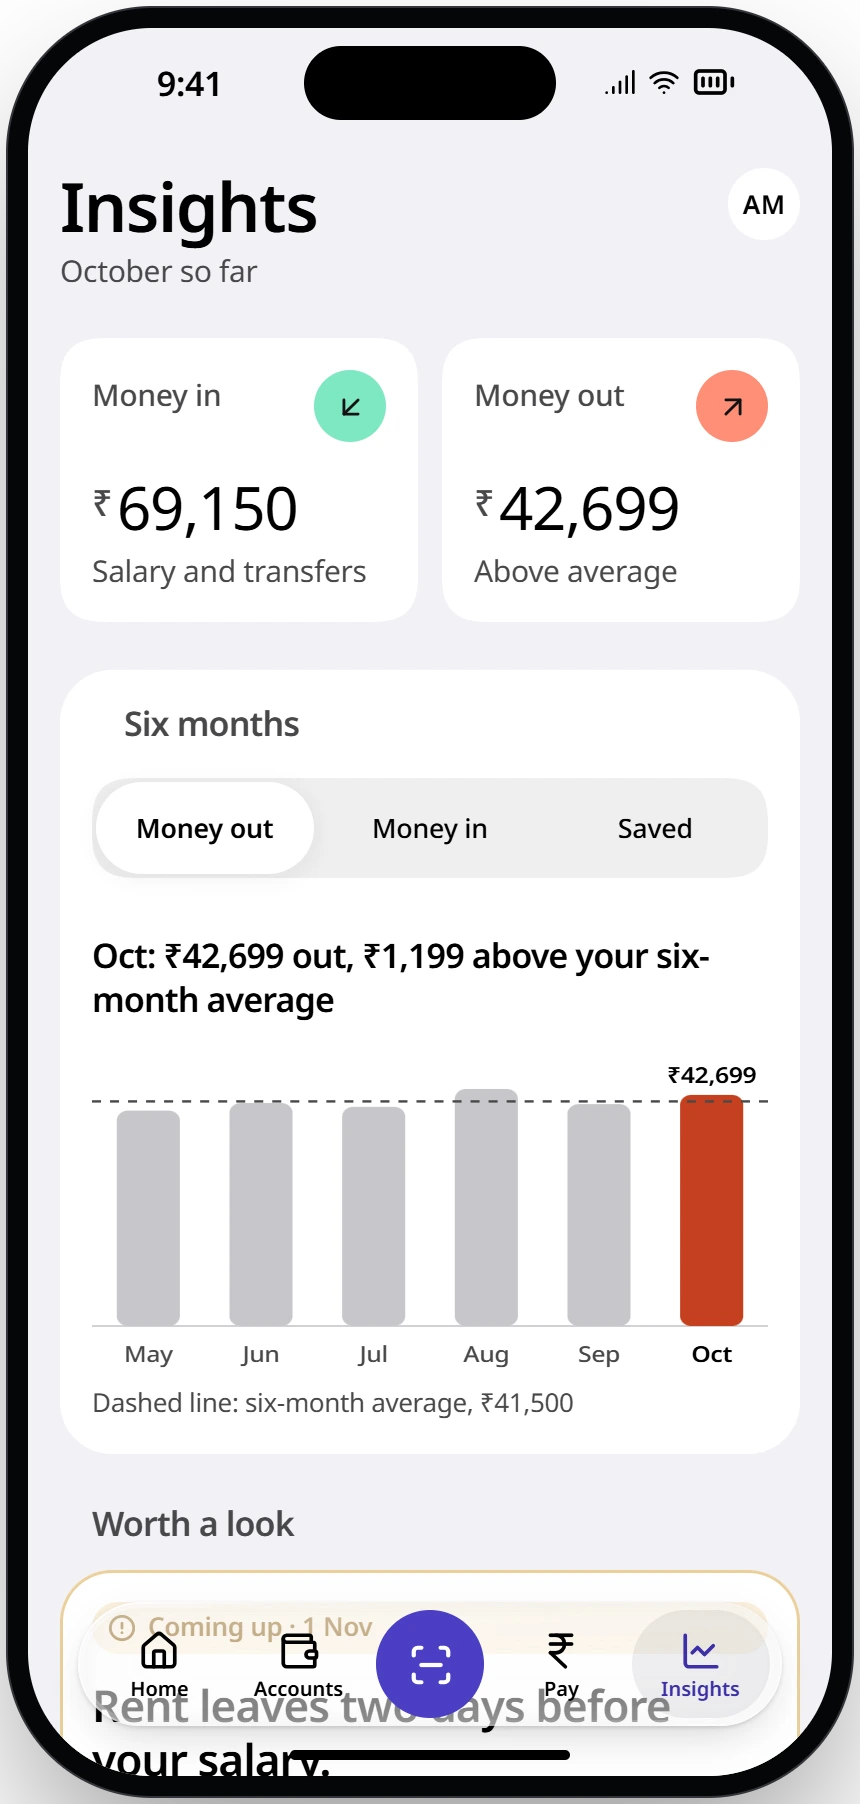 9:41
Insights
AM
October so far
Money in
₹69,150
Salary and transfers
Money out
₹42,699
Above average
Six months
Money out
Money in
Saved
Oct: ₹42,699 out, ₹1,199 above your six-
month average
₹42,699
May
Jun
Jul
Aug
Sep
Oct
Dashed line: six-month average, ₹41,500
Worth a look
Coming up · 1 Nov
Rent leaves two days before
your salary.
Home
Accounts
Pay
Insights